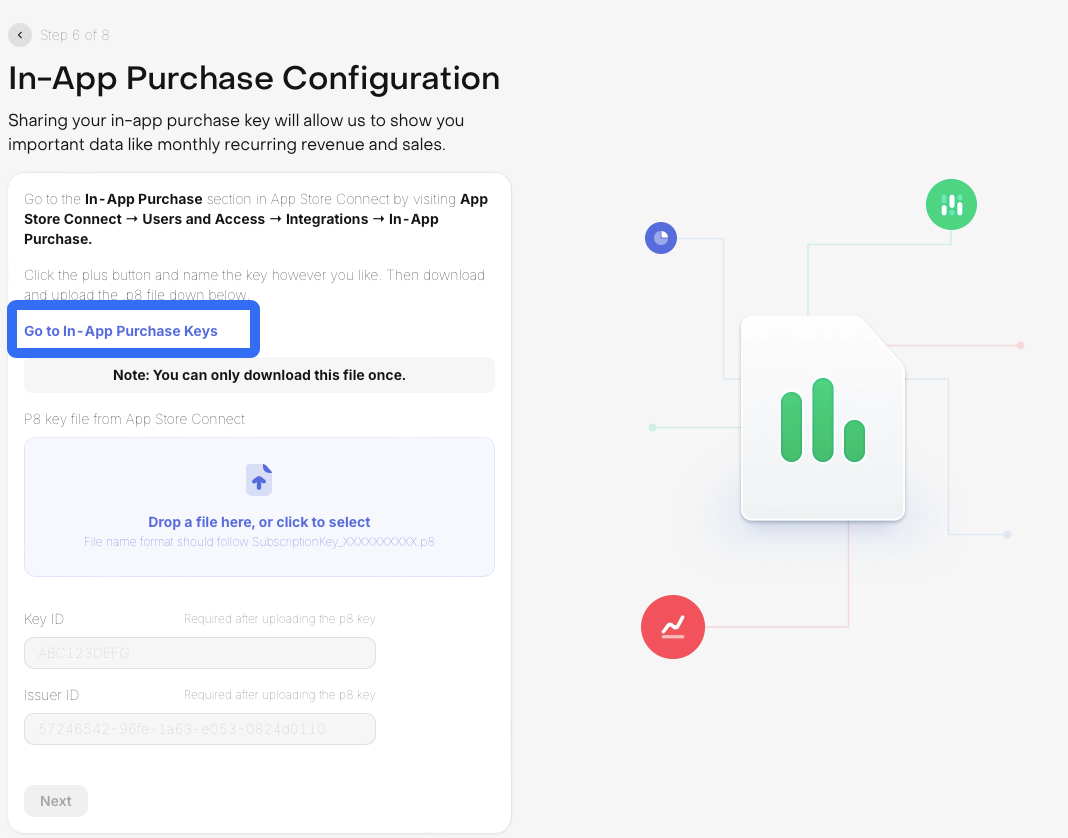 Step 6 of 8
In-App Purchase Configuration
Sharing your in-app purchase key will allow us to show you
important data like monthly recurring revenue and sales.
Go to the In-App Purchase section in App Store Connect by visiting App
Store Connect → Users and Access → Integrations → In-App
Purchase.
Click the plus button and name the key however you like. Then download
and upload the .p8 file down below.
Go to In-App Purchase Keys
Note: You can only download this file once.
P8 key file from App Store Connect
Drop a file here, or click to select
File name format should follow SubscriptionKey_XXXXXXXXXX.p8
Key ID Required after uploading the p8 key
ABC123DEFG
Issuer ID Required after uploading the p8 key
57246542-96fe-1a63-e053-0824d0110
Next